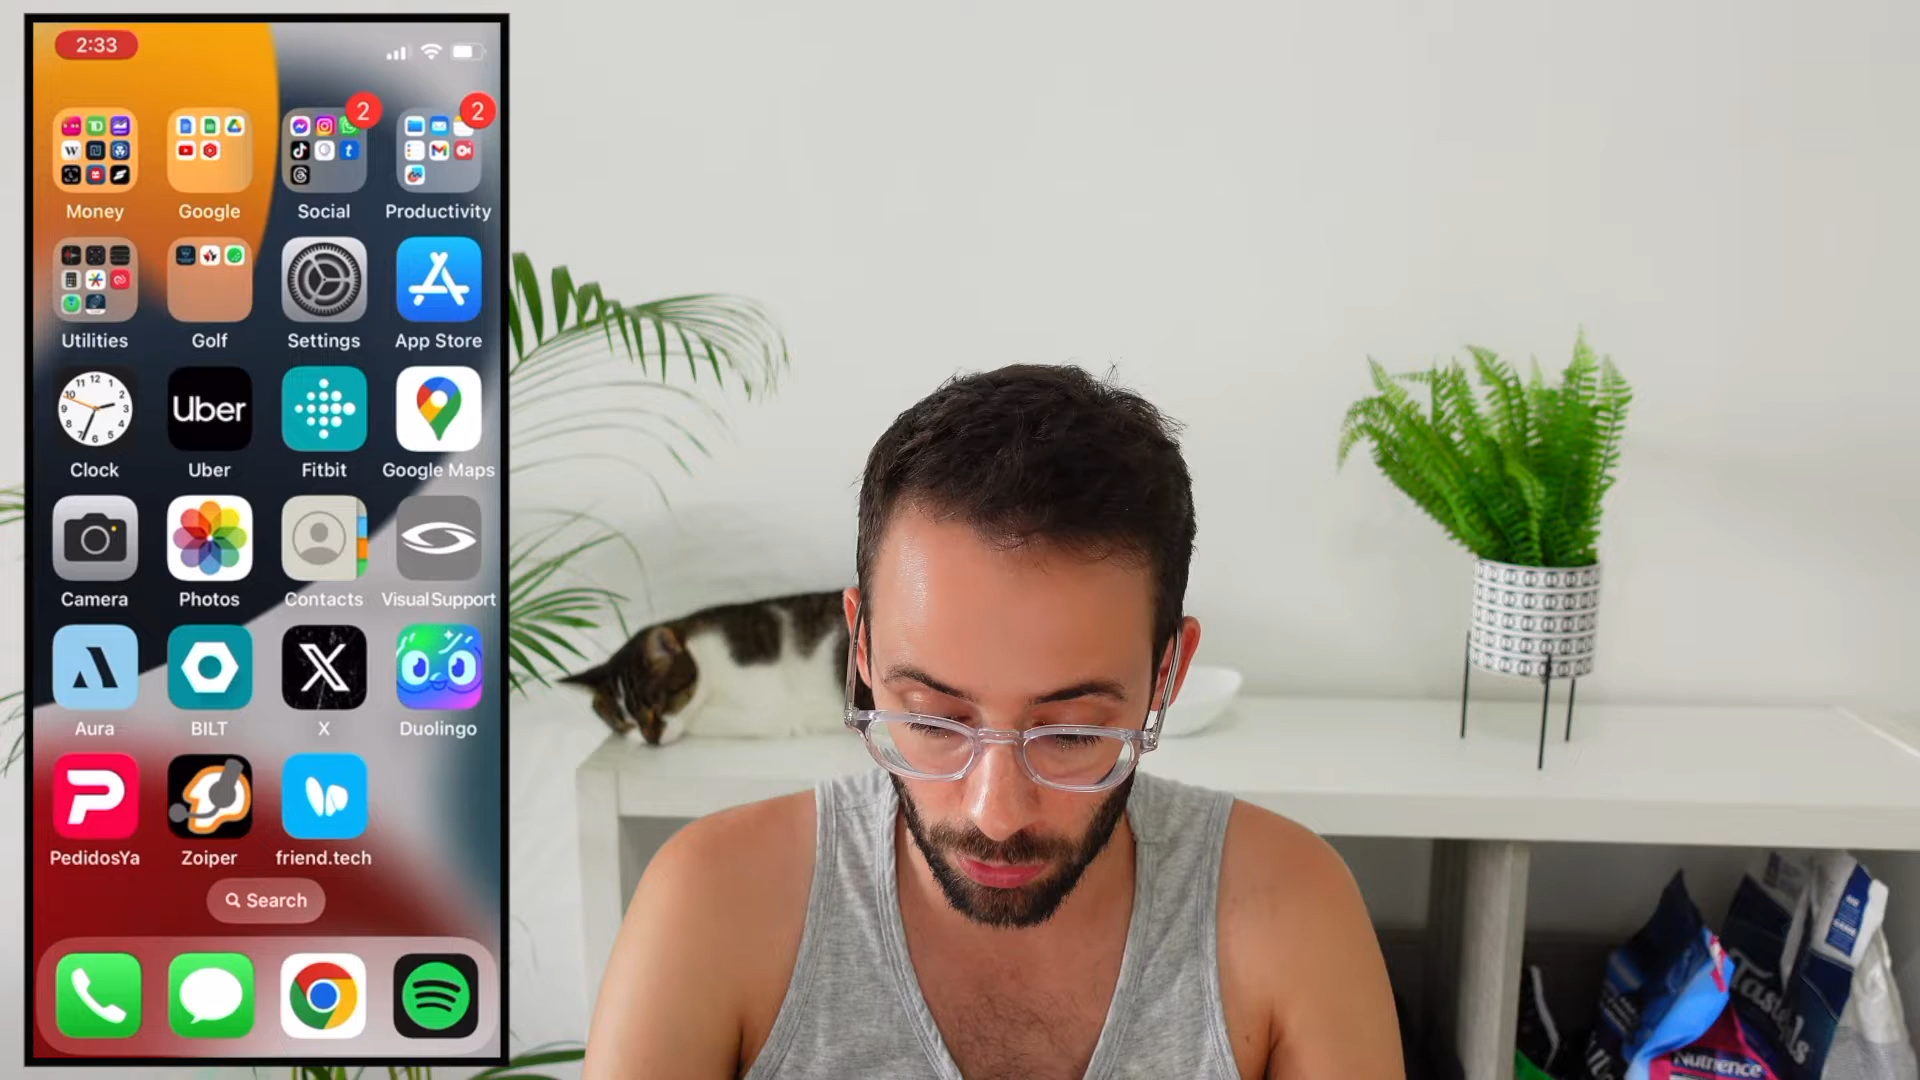 2:33
2
2
Money
Google
Social
Productivity
Utilities
Golf
Settings
App Store
Uber
Clock
Uber
Fitbit
Google Maps
Camera
Photos
Contacts
Visual Support
Aura
BILT
X
Duolingo
PedidosYa
Zoiper
friend.tech
Search
Nutrience